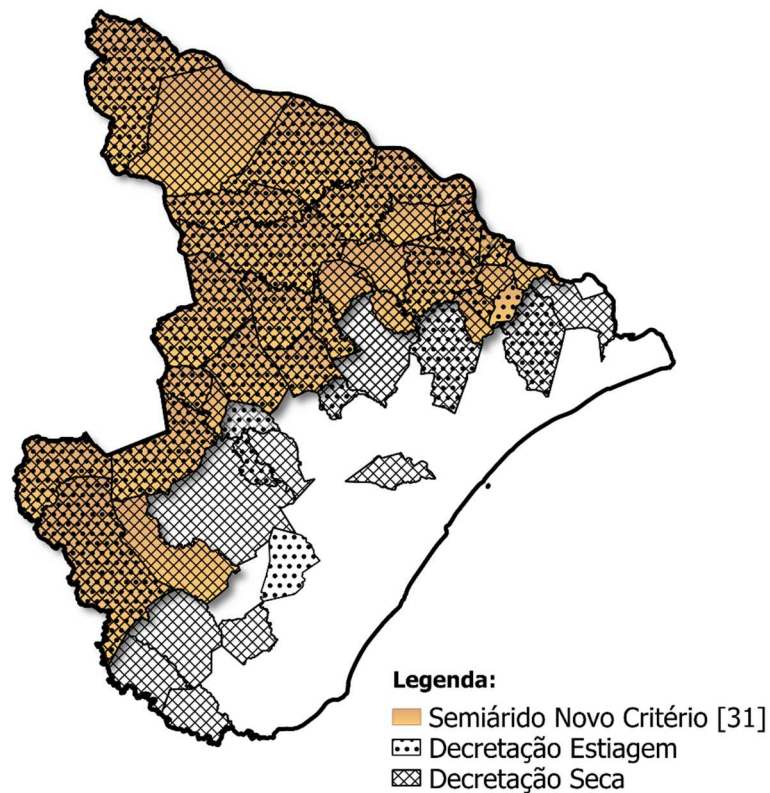 Legenda:
Semiárido Novo Critério [31]
Decretação Estiagem
Decretação Seca